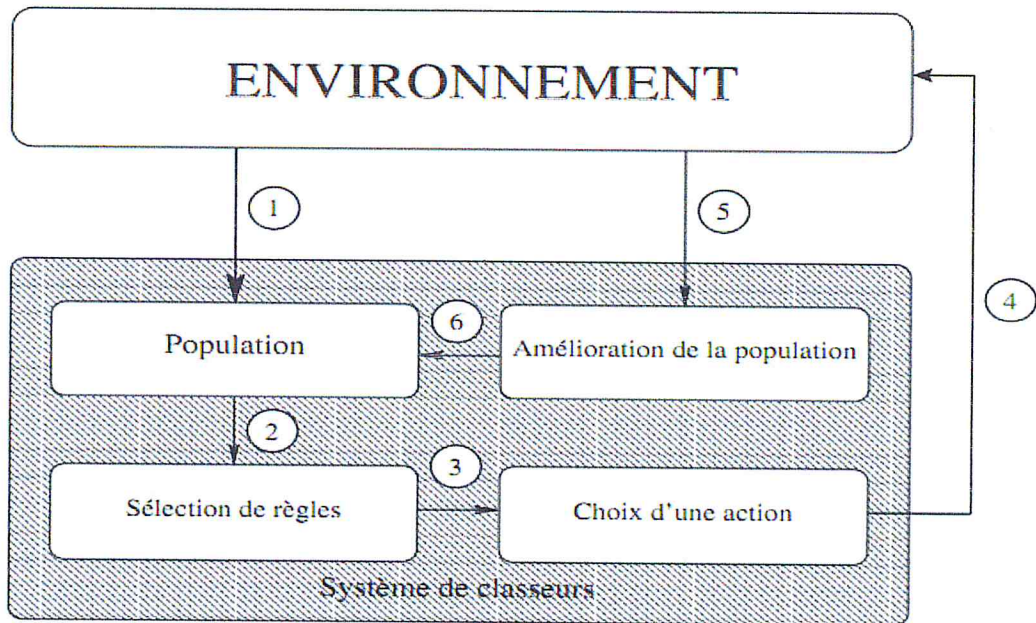 ENVIRONNEMENT
1
5
4
Population
6
Amélioration de la population
2
3
Sélection de règles
Choix d'une action
Système de classeurs